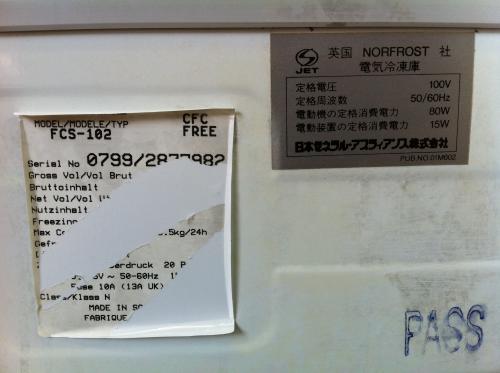 MODEL/MODELE/TYP
FCS-102
CFC
FREE
Serial No 0799/2877982
Gross Vol/Vol Brut
Bruttoinhalt
Net Vol/Vol
Nutzinhalt
Max
.5kg/24h
20 P
~ 50-60Hz
Fuse 10A (13A UK)
Class/Klass N
MADE IN
FABRIQUE
JET
英国 NORFROST 社
電気冷凍庫
定格電圧 100V
定格周波数 50/60Hz
電動機の定格消費電力 80W
電動装置の定格消費電力 15W
日本ゼネラル・アプライアンス株式会社
PUB.NO.01M002
PASS